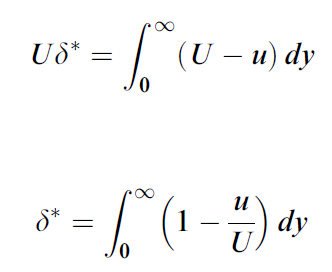 Uδ* = ∫₀^∞ (U − u) dy
δ* = ∫₀^∞ (1 − u/U) dy